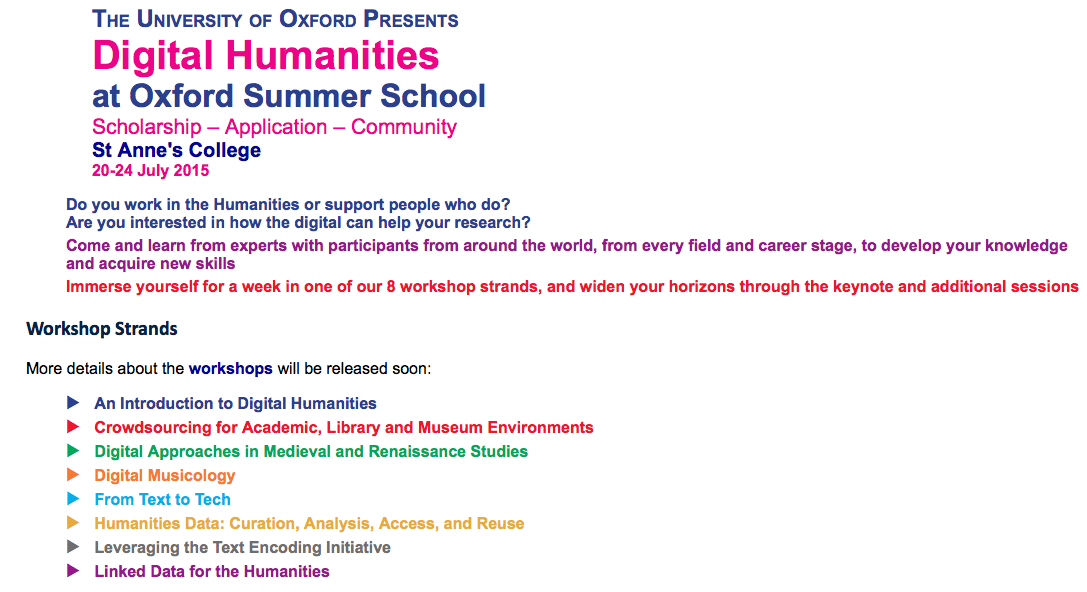 The University of Oxford Presents
Digital Humanities
at Oxford Summer School
Scholarship – Application – Community
St Anne's College
20-24 July 2015
Do you work in the Humanities or support people who do?
Are you interested in how the digital can help your research?
Come and learn from experts with participants from around the world, from every field and career stage, to develop your knowledge
and acquire new skills
Immerse yourself for a week in one of our 8 workshop strands, and widen your horizons through the keynote and additional sessions
Workshop Strands
More details about the workshops will be released soon:
An Introduction to Digital Humanities
Crowdsourcing for Academic, Library and Museum Environments
Digital Approaches in Medieval and Renaissance Studies
Digital Musicology
From Text to Tech
Humanities Data: Curation, Analysis, Access, and Reuse
Leveraging the Text Encoding Initiative
Linked Data for the Humanities